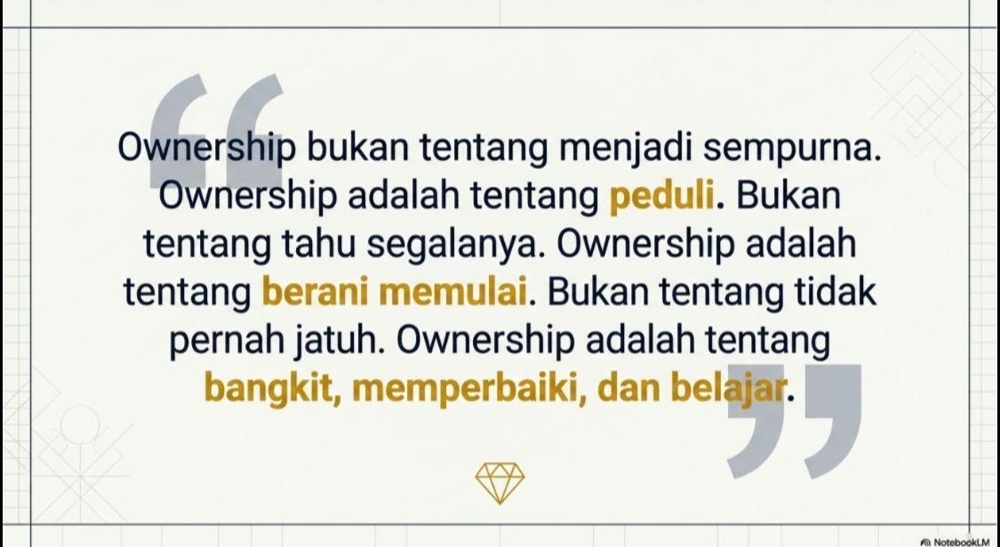 Ownership bukan tentang menjadi sempurna.
Ownership adalah tentang peduli. Bukan
tentang tahu segalanya. Ownership adalah
tentang berani memulai. Bukan tentang tidak
pernah jatuh. Ownership adalah tentang
bangkit, memperbaiki, dan belajar.
NotebookLM